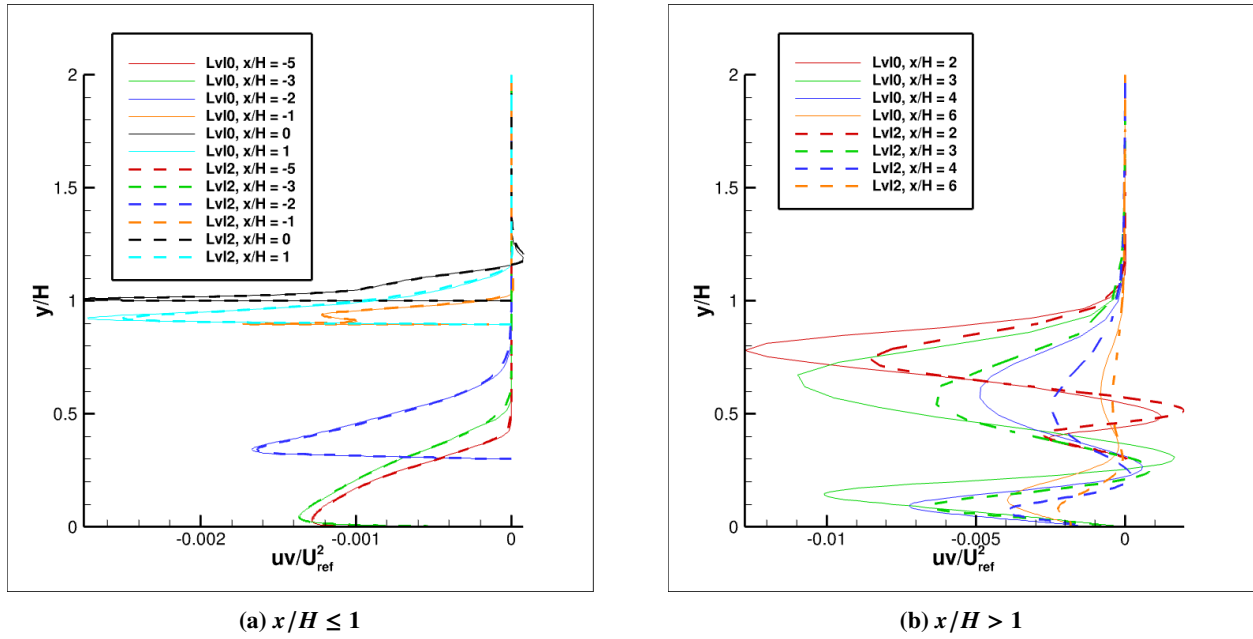 Lvl0, x/H = -5
Lvl0, x/H = -3
Lvl0, x/H = -2
Lvl0, x/H = -1
Lvl0, x/H = 0
Lvl0, x/H = 1
Lvl2, x/H = -5
Lvl2, x/H = -3
Lvl2, x/H = -2
Lvl2, x/H = -1
Lvl2, x/H = 0
Lvl2, x/H = 1
2
1.5
1
0.5
0
y/H
-0.002
-0.001
0
uv/U²ref
(a) x/H ≤ 1
Lvl0, x/H = 2
Lvl0, x/H = 3
Lvl0, x/H = 4
Lvl0, x/H = 6
Lvl2, x/H = 2
Lvl2, x/H = 3
Lvl2, x/H = 4
Lvl2, x/H = 6
2
1.5
1
0.5
0
y/H
-0.01
-0.005
0
uv/U²ref
(b) x/H > 1